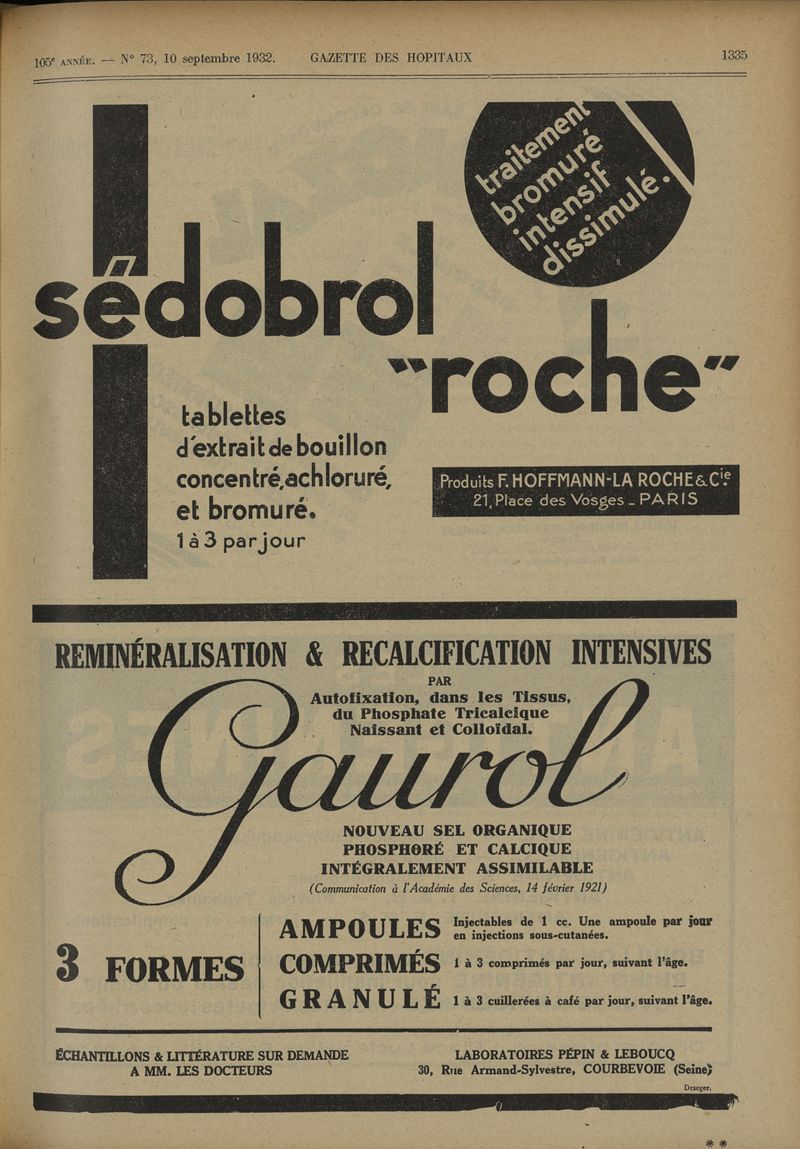 105e ANNÉE. — N° 73, 10 septembre 1932. GAZETTE DES HOPITAUX 1335
traitement
bromuré
intensif
dissimulé.
sédobrol
"roche"
tablettes
d'extrait de bouillon
concentré, achloruré,
et bromuré.
1 à 3 par jour
Produits F. HOFFMANN-LA ROCHE & Cie
21, Place des Vosges - PARIS
REMINÉRALISATION & RECALCIFICATION INTENSIVES
PAR
Autofixation, dans les Tissus,
du Phosphate Tricalcique
Naissant et Colloïdal.
Gaurol
NOUVEAU SEL ORGANIQUE
PHOSPHORÉ ET CALCIQUE
INTÉGRALEMENT ASSIMILABLE
(Communication à l'Académie des Sciences, 14 février 1921)
3 FORMES
AMPOULES Injectables de 1 cc. Une ampoule par jour
en injections sous-cutanées.
COMPRIMÉS 1 à 3 comprimés par jour, suivant l'âge.
GRANULÉ 1 à 3 cuillerées à café par jour, suivant l'âge.
ÉCHANTILLONS & LITTÉRATURE SUR DEMANDE
A MM. LES DOCTEURS
LABORATOIRES PÉPIN & LEBOUCQ
30, Rue Armand-Sylvestre, COURBEVOIE (Seine)
Draeger.
* *